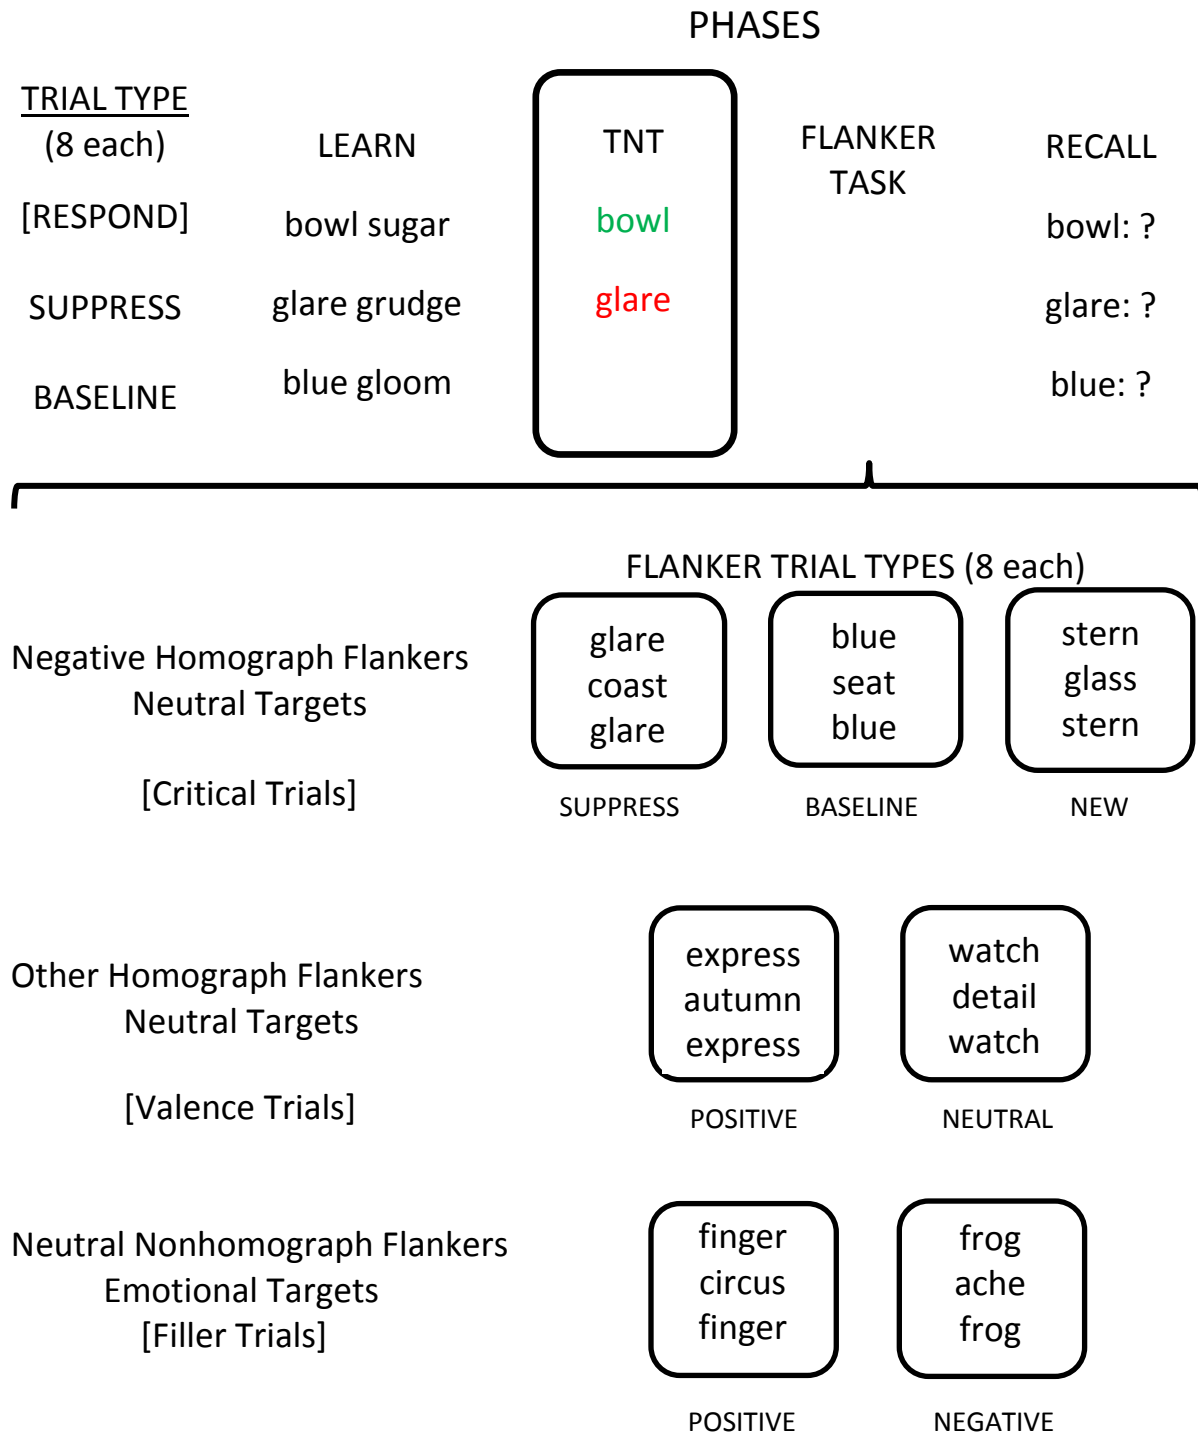 PHASES
TRIAL TYPE
(8 each)
LEARN
TNT
FLANKER
TASK
RECALL
[RESPOND]
bowl sugar
bowl
bowl: ?
SUPPRESS
glare grudge
glare
glare: ?
BASELINE
blue gloom
blue: ?
FLANKER TRIAL TYPES (8 each)
Negative Homograph Flankers
Neutral Targets
[Critical Trials]
glare
coast
glare
SUPPRESS
blue
seat
blue
BASELINE
stern
glass
stern
NEW
Other Homograph Flankers
Neutral Targets
[Valence Trials]
express
autumn
express
POSITIVE
watch
detail
watch
NEUTRAL
Neutral Nonhomograph Flankers
Emotional Targets
[Filler Trials]
finger
circus
finger
POSITIVE
frog
ache
frog
NEGATIVE